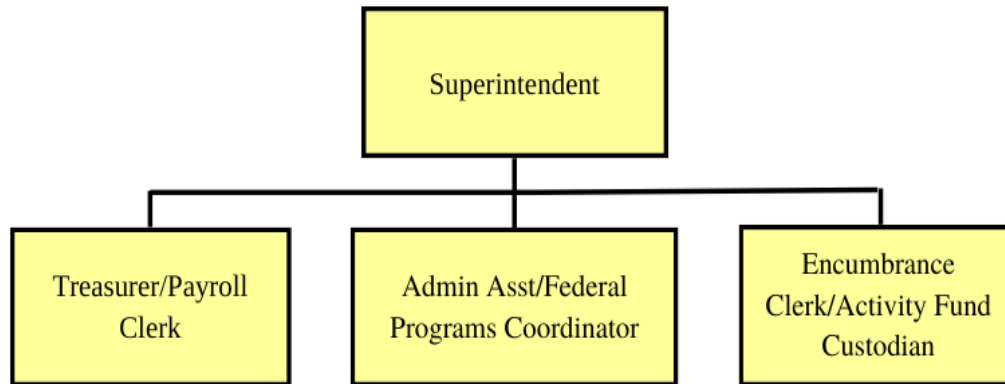 Superintendent
Treasurer/Payroll
Clerk
Admin Asst/Federal
Programs Coordinator
Encumbrance
Clerk/Activity Fund
Custodian